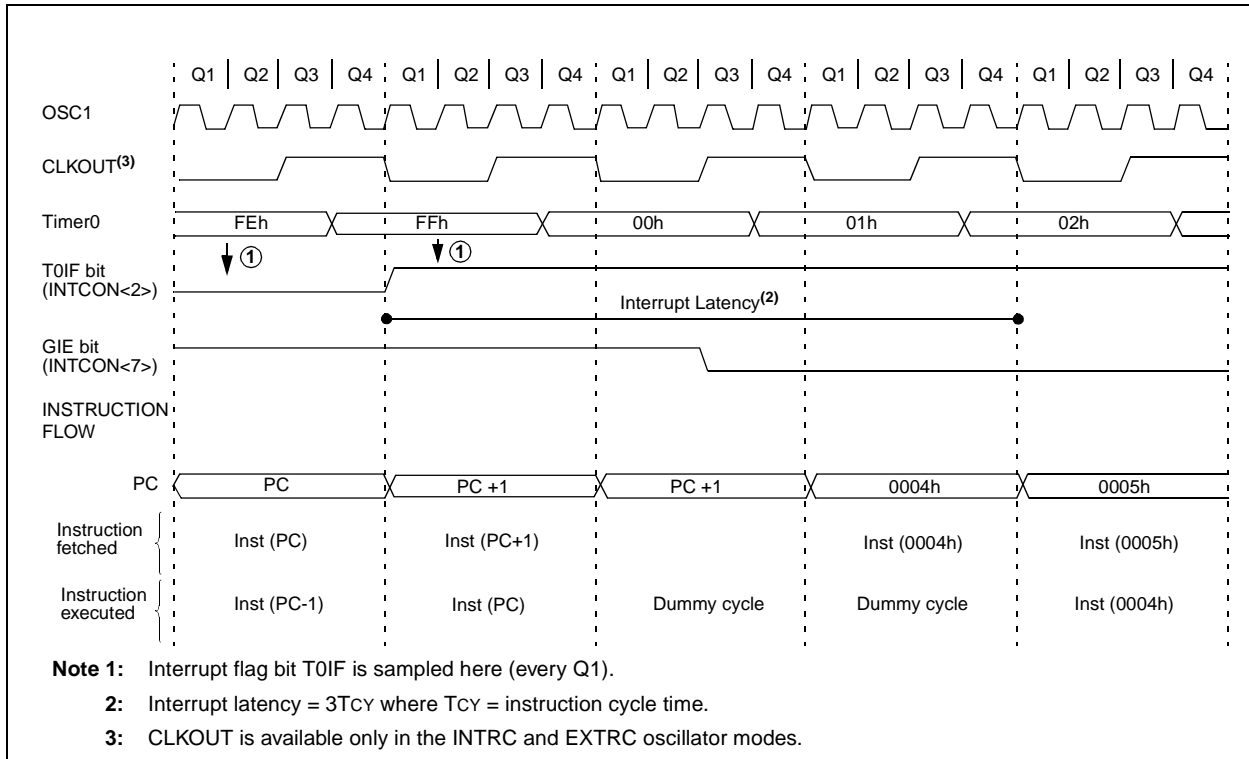 Q1 Q2 Q3 Q4 Q1 Q2 Q3 Q4 Q1 Q2 Q3 Q4 Q1 Q2 Q3 Q4 Q1 Q2 Q3 Q4
OSC1
CLKOUT(3)
Timer0 FEh FFh 00h 01h 02h
1 1
T0IF bit
(INTCON<2>)
Interrupt Latency(2)
GIE bit
(INTCON<7>)
INSTRUCTION
FLOW
PC PC PC +1 PC +1 0004h 0005h
Instruction
fetched
Inst (PC) Inst (PC+1) Inst (0004h) Inst (0005h)
Instruction
executed
Inst (PC-1) Inst (PC) Dummy cycle Dummy cycle Inst (0004h)
Note 1: Interrupt flag bit T0IF is sampled here (every Q1).
2: Interrupt latency = 3TCY where TCY = instruction cycle time.
3: CLKOUT is available only in the INTRC and EXTRC oscillator modes.